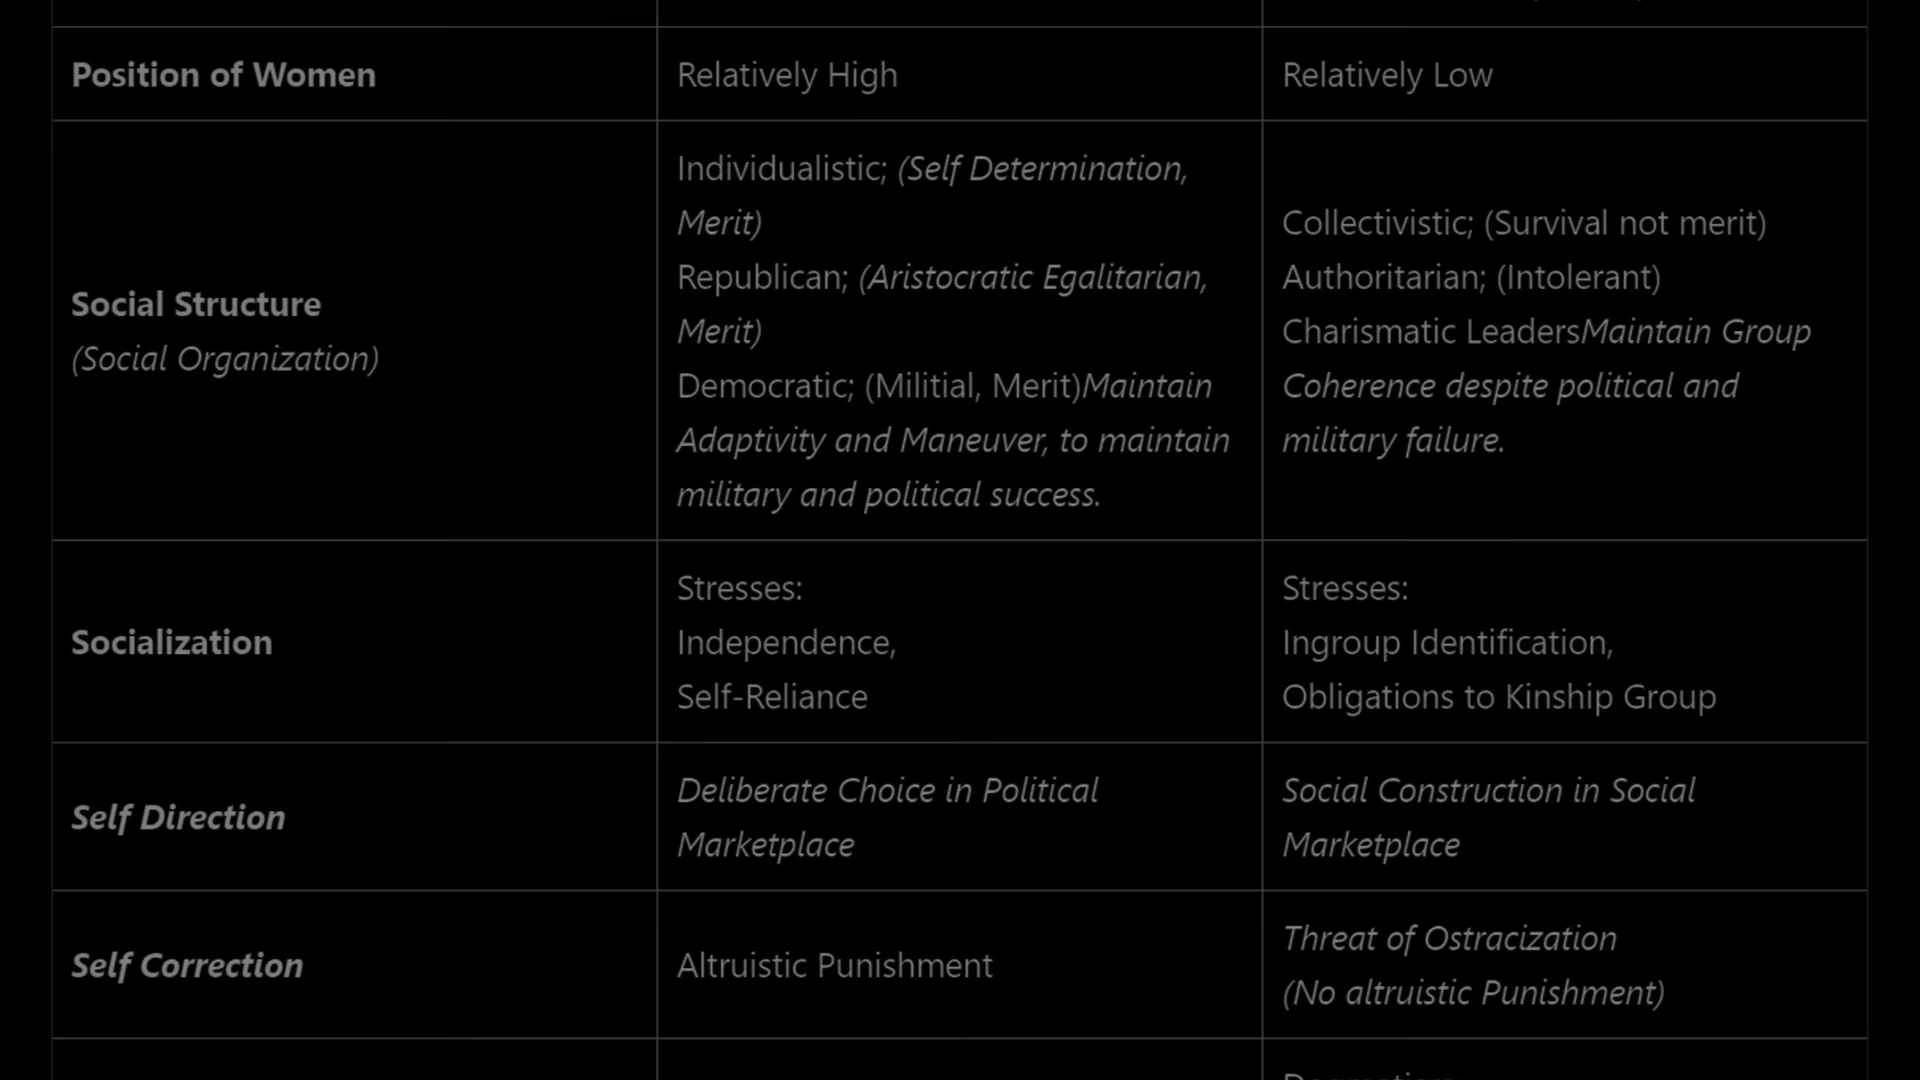 Position of Women
Relatively High
Relatively Low
Social Structure
(Social Organization)
Individualistic; (Self Determination,
Merit)
Republican; (Aristocratic Egalitarian,
Merit)
Democratic; (Militial, Merit)Maintain
Adaptivity and Maneuver, to maintain
military and political success.
Collectivistic; (Survival not merit)
Authoritarian; (Intolerant)
Charismatic LeadersMaintain Group
Coherence despite political and
military failure.
Socialization
Stresses:
Independence,
Self-Reliance
Stresses:
Ingroup Identification,
Obligations to Kinship Group
Self Direction
Deliberate Choice in Political
Marketplace
Social Construction in Social
Marketplace
Self Correction
Altruistic Punishment
Threat of Ostracization
(No altruistic Punishment)